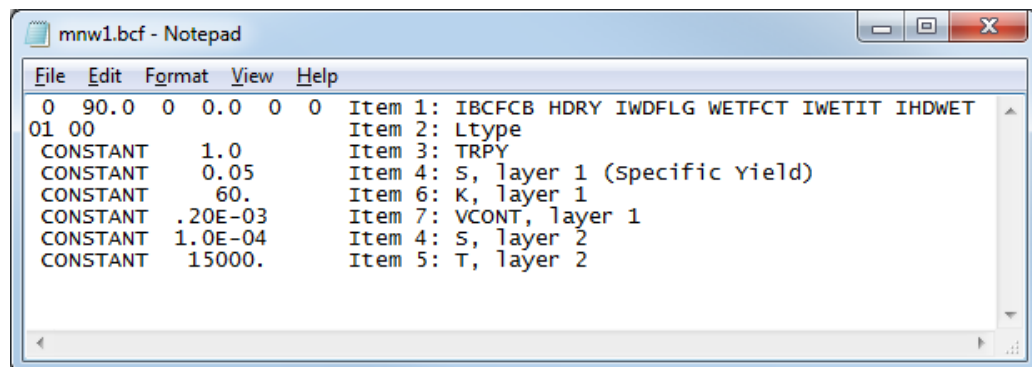 mnw1.bcf - Notepad
File Edit Format View Help
0 90.0 0 0.0 0 0 Item 1: IBCFCB HDRY IWDFLG WETFCT IWETIT IHDWET
01 00 Item 2: Ltype
CONSTANT 1.0 Item 3: TRPY
CONSTANT 0.05 Item 4: S, layer 1 (Specific Yield)
CONSTANT 60. Item 6: K, layer 1
CONSTANT .20E-03 Item 7: VCONT, layer 1
CONSTANT 1.0E-04 Item 4: S, layer 2
CONSTANT 15000. Item 5: T, layer 2